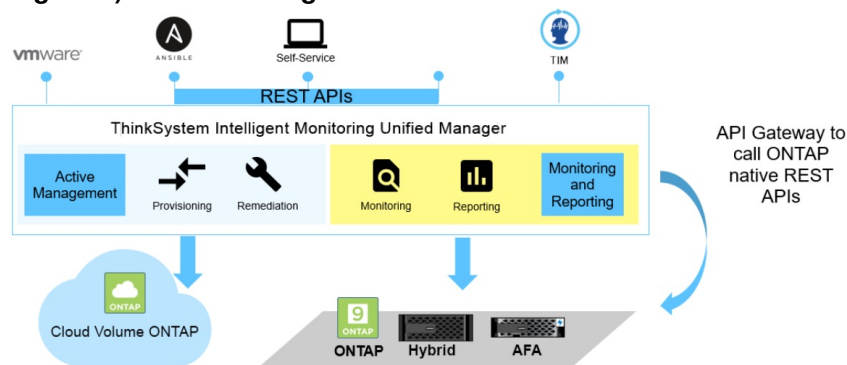 vmware
ANSIBLE
Self-Service
TIM
REST APIs
ThinkSystem Intelligent Monitoring Unified Manager
Active
Management
Provisioning
Remediation
Monitoring
Reporting
Monitoring
and
Reporting
API Gateway to
call ONTAP
native REST
APIs
ONTAP
Cloud Volume ONTAP
9
ONTAP
ONTAP
Hybrid
AFA